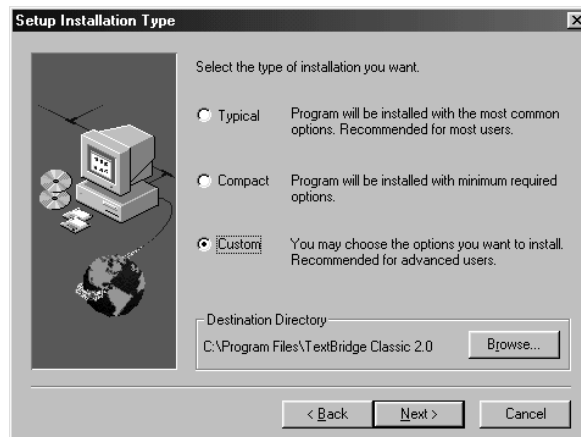 Setup Installation Type
Select the type of installation you want.
Typical
Program will be installed with the most common
options. Recommended for most users.
Compact
Program will be installed with minimum required
options.
Custom
You may choose the options you want to install.
Recommended for advanced users.
Destination Directory
C:\Program Files\TextBridge Classic 2.0
Browse...
< Back
Next >
Cancel